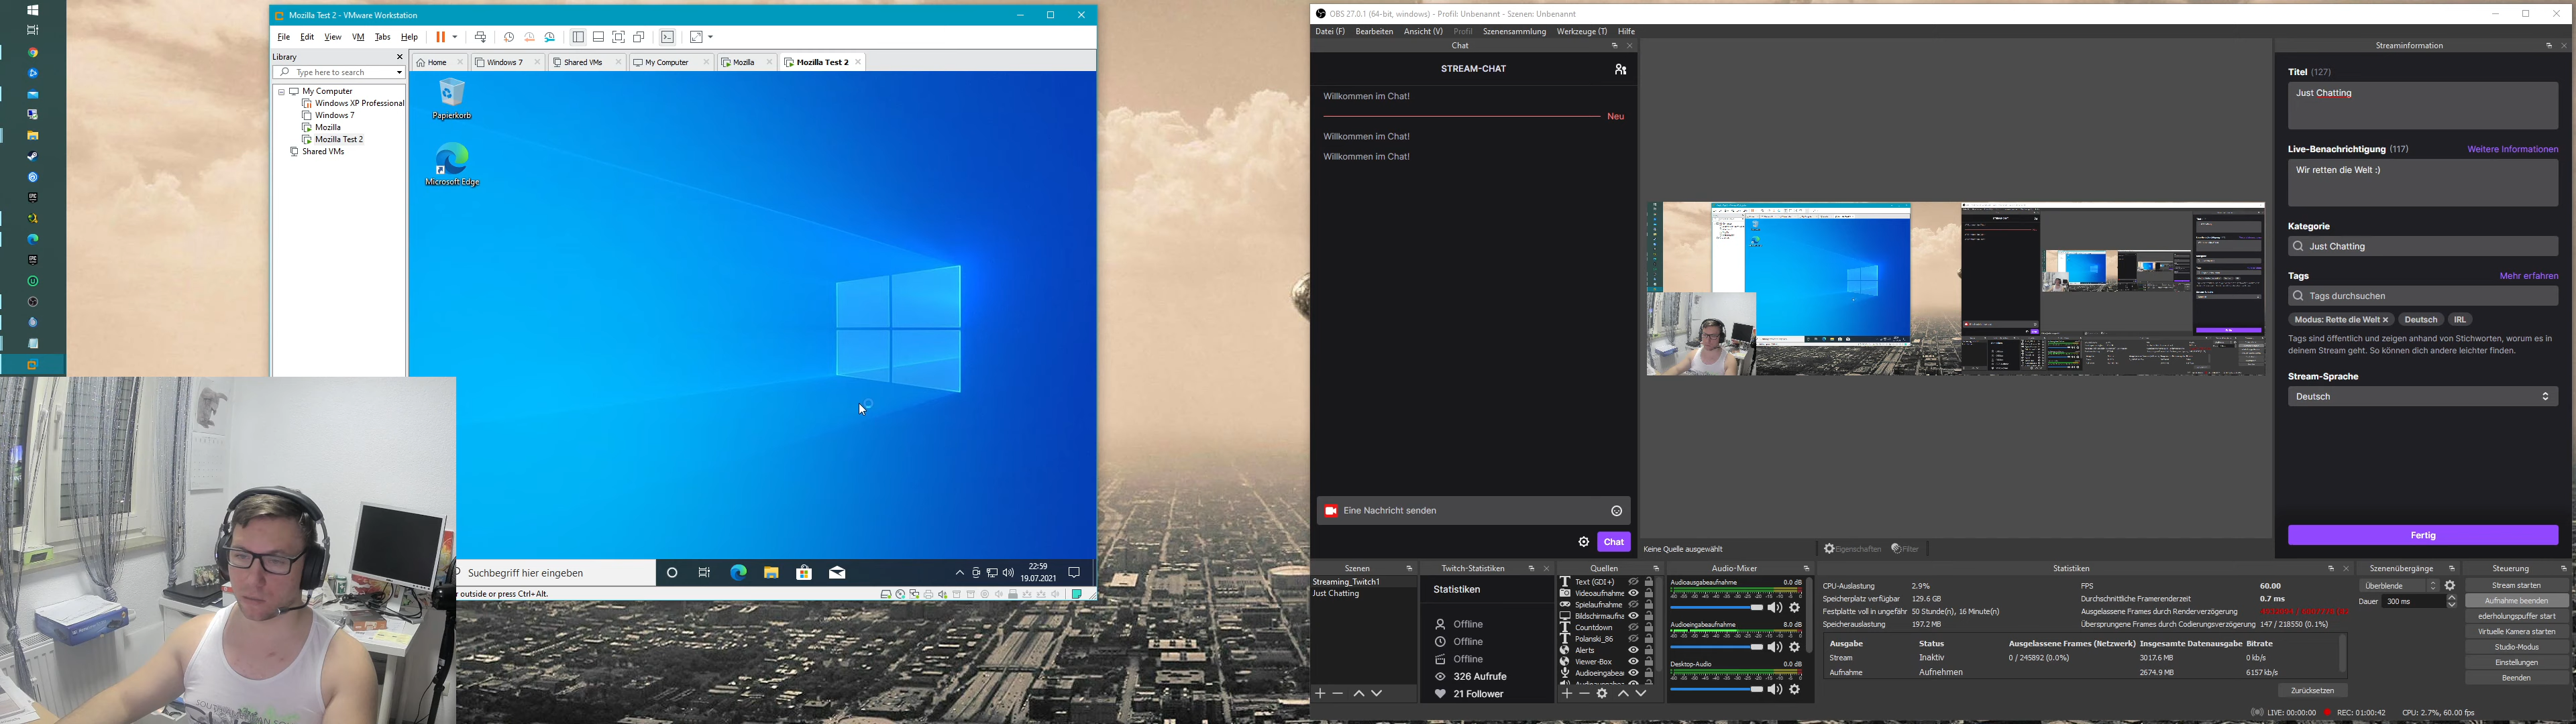 Mozilla Test 2 - VMware Workstation
File Edit View VM Tabs Help
Library
Type here to search
My Computer
Windows XP Professional
Windows 7
Mozilla
Mozilla Test 2
Shared VMs
Home Windows 7 Shared VMs My Computer Mozilla Mozilla Test 2
Papierkorb
Microsoft Edge
Suchbegriff hier eingeben
22:59
19.07.2021
outside or press Ctrl+Alt.
OBS 27.0.1 (64-bit, windows) - Profil: Unbenannt - Szenen: Unbenannt
Datei (F) Bearbeiten Ansicht (V) Profil Szenensammlung Werkzeuge (T) Hilfe
Chat
STREAM-CHAT
Willkommen im Chat!
Neu
Willkommen im Chat!
Willkommen im Chat!
Eine Nachricht senden
Chat
Keine Quelle ausgewählt
Eigenschaften Filter
Streaminformation
Titel (127)
Just Chatting
Live-Benachrichtigung (117) Weitere Informationen
Wir retten die Welt :)
Kategorie
Just Chatting
Tags Mehr erfahren
Tags durchsuchen
Modus: Rette die Welt × Deutsch IRL
Tags sind öffentlich und zeigen anhand von Stichworten, worum es in
deinem Stream geht. So können dich andere leichter finden.
Stream-Sprache
Deutsch
Fertig
Szenen
Streaming_Twitch1
Just Chatting
Twitch-Statistiken
Statistiken
Offline
Offline
Offline
326 Aufrufe
21 Follower
Quellen
Text (GDI+)
Videoaufnahme
Spielaufnahme
Bildschirmaufna
Countdown
Polanski_86
Alerts
Viewer-Box
Audioeingabea
Audio-Mixer
Audioausgabeaufnahme 0.0 dB
Audioeingabeaufnahme 8.0 dB
Desktop-Audio 0.0 dB
Statistiken
CPU-Auslastung 2.9%
Speicherplatz verfügbar 129.6 GB
Festplatte voll in ungefähr 50 Stunde(n), 16 Minute(n)
Speicherauslastung 197.2 MB
FPS 60.00
Durchschnittliche Framerenderzeit 0.7 ms
Ausgelassene Frames durch Renderverzögerung
Übersprungene Frames durch Codierungsverzögerung 147 / 218550 (0.1%)
Ausgabe Status Ausgelassene Frames (Netzwerk) Insgesamte Datenausgabe Bitrate
Stream Inaktiv 0 / 245892 (0.0%) 3017.6 MB 0 kb/s
Aufnahme Aufnehmen 2674.9 MB 6157 kb/s
Zurücksetzen
Szenenübergänge
Überblende
Dauer 300 ms
Steuerung
Stream starten
Aufnahme beenden
ederholungspuffer start
Virtuelle Kamera starten
Studio-Modus
Einstellungen
Beenden
LIVE: 00:00:00 REC: 01:00:42 CPU: 2.7%, 60.00 fps